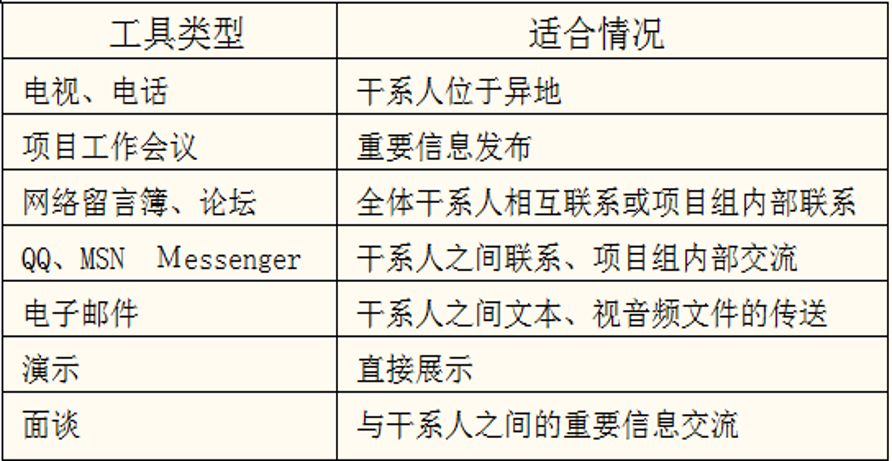 工具类型 适合情况
电视、电话 干系人位于异地
项目工作会议 重要信息发布
网络留言簿、论坛 全体干系人相互联系或项目组内部联系
QQ、MSN Messenger 干系人之间联系、项目组内部交流
电子邮件 干系人之间文本、视音频文件的传送
演示 直接展示
面谈 与干系人之间的重要信息交流